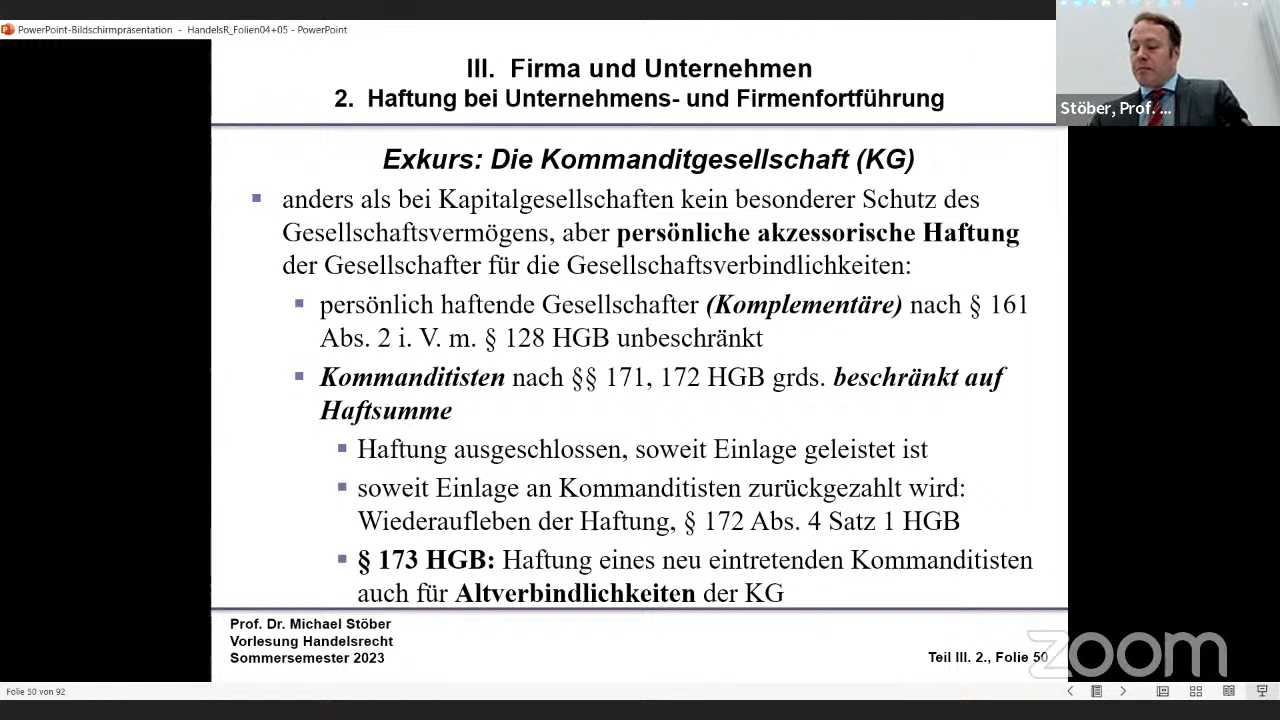 PowerPoint-Bildschirmpräsentation - HandelsR_Folien04+05 - PowerPoint
III. Firma und Unternehmen
2. Haftung bei Unternehmens- und Firmenfortführung
Stöber, Prof. ...
Exkurs: Die Kommanditgesellschaft (KG)
anders als bei Kapitalgesellschaften kein besonderer Schutz des
Gesellschaftsvermögens, aber persönliche akzessorische Haftung
der Gesellschafter für die Gesellschaftsverbindlichkeiten:
persönlich haftende Gesellschafter (Komplementäre) nach § 161
Abs. 2 i. V. m. § 128 HGB unbeschränkt
Kommanditisten nach §§ 171, 172 HGB grds. beschränkt auf
Haftsumme
Haftung ausgeschlossen, soweit Einlage geleistet ist
soweit Einlage an Kommanditisten zurückgezahlt wird:
Wiederaufleben der Haftung, § 172 Abs. 4 Satz 1 HGB
§ 173 HGB: Haftung eines neu eintretenden Kommanditisten
auch für Altverbindlichkeiten der KG
Prof. Dr. Michael Stöber
Vorlesung Handelsrecht
Sommersemester 2023
Teil III. 2., Folie 50
zoom
Folie 50 von 92